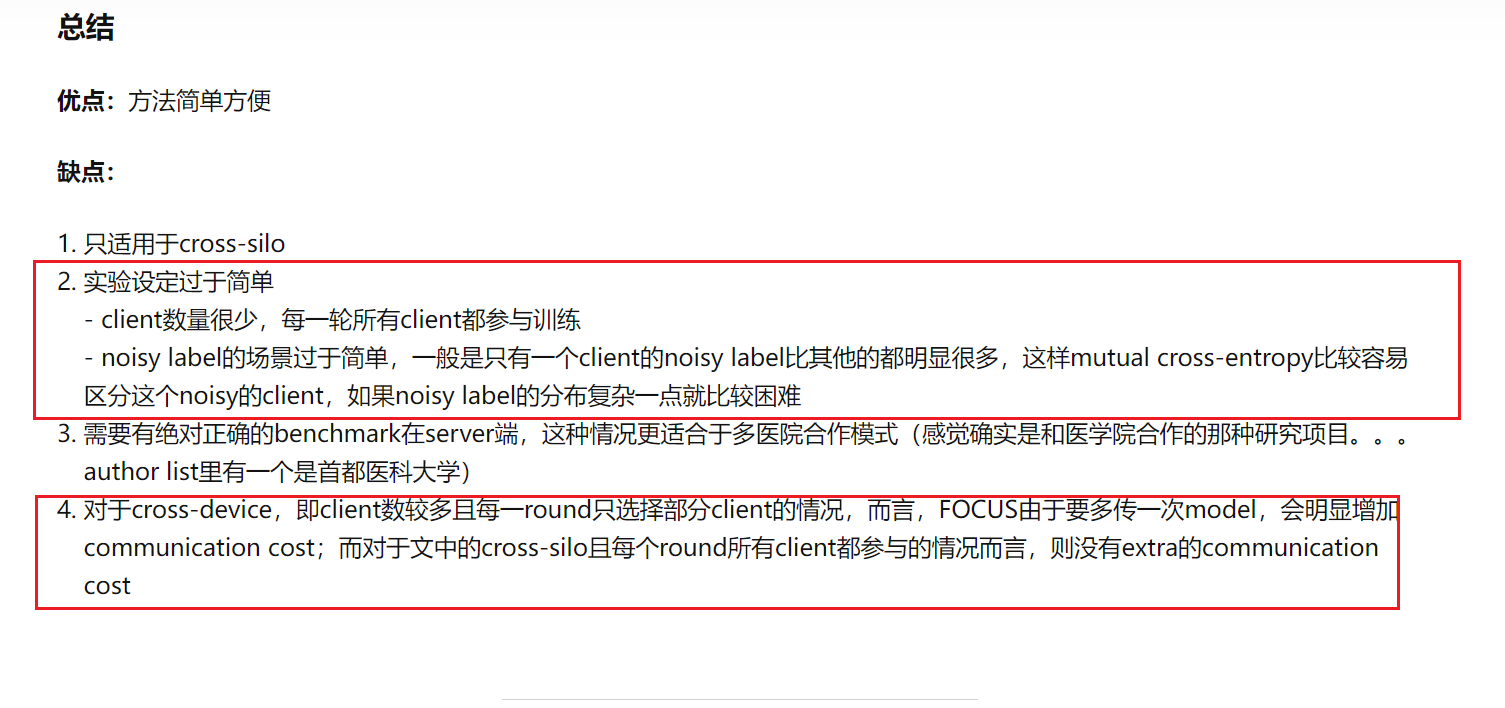 总结
优点：方法简单方便
缺点：
1. 只适用于cross-silo
2. 实验设定过于简单
- client数量很少，每一轮所有client都参与训练
- noisy label的场景过于简单，一般是只有一个client的noisy label比其他的都明显很多，这样mutual cross-entropy比较容易
区分这个noisy的client，如果noisy label的分布复杂一点就比较困难
3. 需要有绝对正确的benchmark在server端，这种情况更适合于多医院合作模式（感觉确实是和医学院合作的那种研究项目。。。
author list里有一个是首都医科大学）
4. 对于cross-device，即client数较多且每一round只选择部分client的情况，而言，FOCUS由于要多传一次model，会明显增加
communication cost；而对于文中的cross-silo且每个round所有client都参与的情况而言，则没有extra的communication
cost